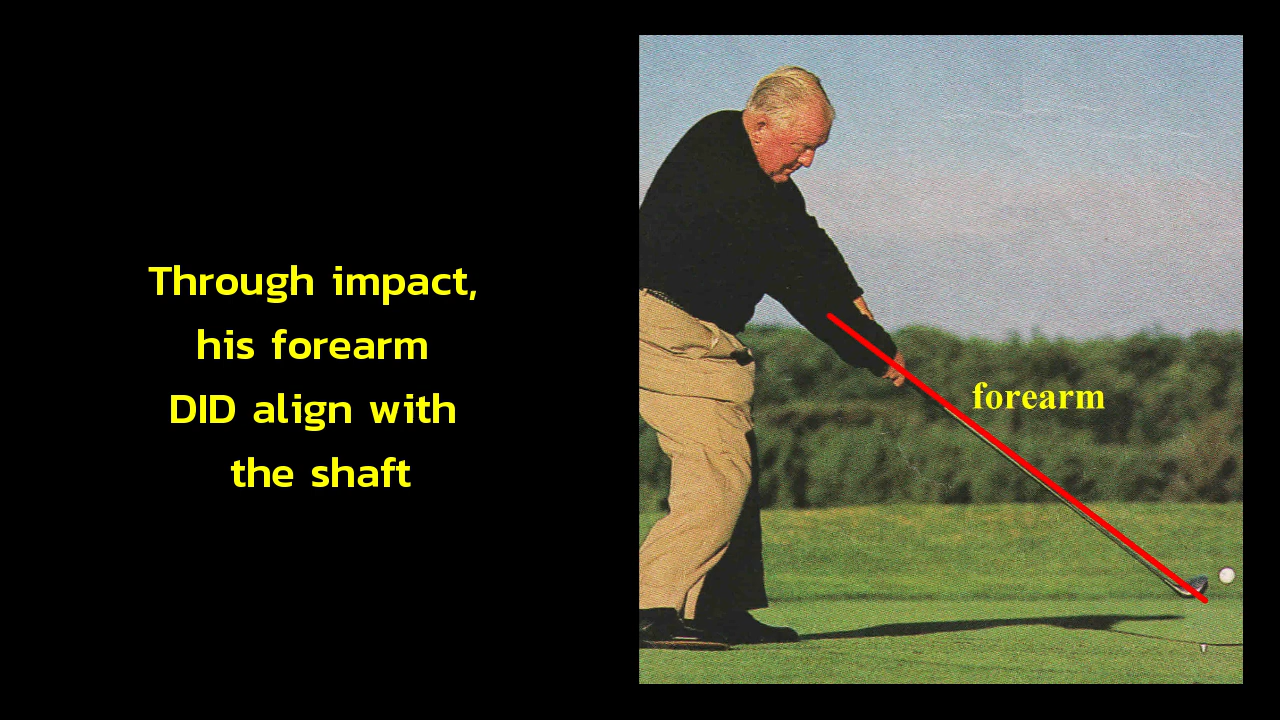 Through impact,
his forearm
DID align with
the shaft
forearm